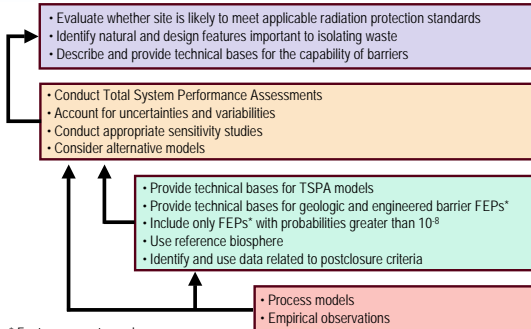 • Evaluate whether site is likely to meet applicable radiation protection standards
• Identify natural and design features important to isolating waste
• Describe and provide technical bases for the capability of barriers
• Conduct Total System Performance Assessments
• Account for uncertainties and variabilities
• Conduct appropriate sensitivity studies
• Consider alternative models
• Provide technical bases for TSPA models
• Provide technical bases for geologic and engineered barrier FEPs*
• Include only FEPs* with probabilities greater than 10-8
• Use reference biosphere
• Identify and use data related to postclosure criteria
• Process models
• Empirical observations